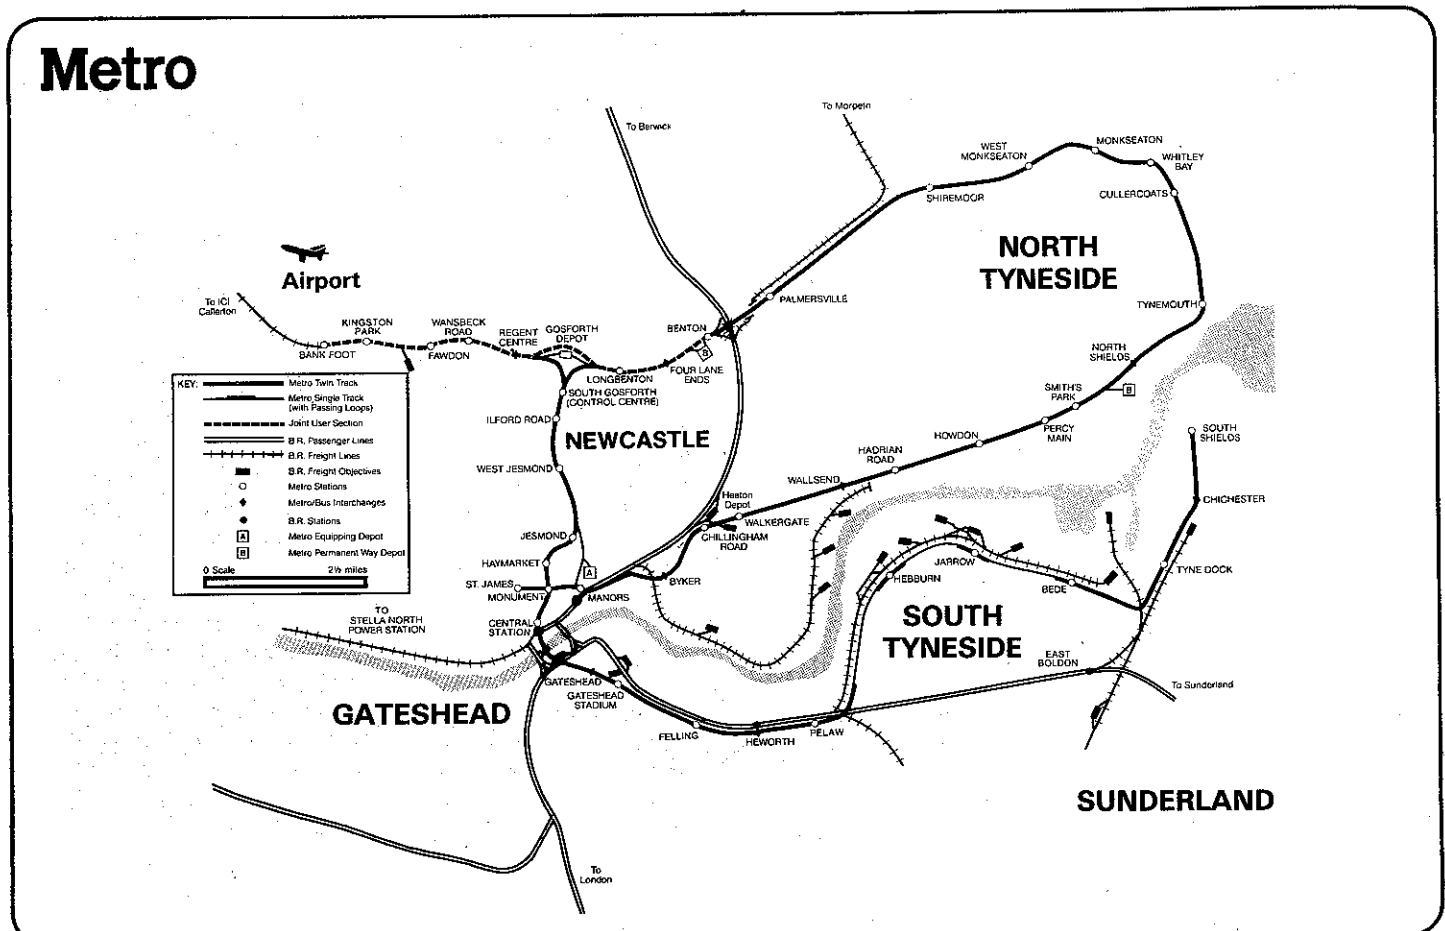 Metro
To Berwick
To Morpeth
WEST
MONKSEATON
MONKSEATON
WHITLEY
BAY
CULLERCOATS
SHIREMOOR
NORTH
TYNESIDE
Airport
To ICI
Callerton
PALMERSVILLE
TYNEMOUTH
KINGSTON
PARK
WANSBECK
ROAD
REGENT
CENTRE
GOSFORTH
DEPOT
BENTON
BANK FOOT
FAWDON
B
FOUR LANE
ENDS
LONGBENTON
NORTH
SHIELDS
SMITH'S
PARK
B
SOUTH GOSFORTH
(CONTROL CENTRE)
ILFORD ROAD
NEWCASTLE
PERCY
MAIN
HOWDON
HADRIAN
ROAD
SOUTH
SHIELDS
WEST JESMOND
WALLSEND
CHICHESTER
KEY:
Metro Twin Track
Metro Single Track
(with Passing Loops)
Joint User Section
B.R. Passenger Lines
B.R. Freight Lines
B.R. Freight Objectives
Metro Stations
Metro/Bus Interchanges
B.R. Stations
A Metro Equipping Depot
B Metro Permanent Way Depot
0 Scale 2½ miles
Heaton
Depot
WALKERGATE
CHILLINGHAM
ROAD
JESMOND
HAYMARKET
A
ST. JAMES
MONUMENT
MANORS
BYKER
JARROW
HEBBURN
BEDE
TYNE DOCK
TO
STELLA NORTH
POWER STATION
CENTRAL
STATION
SOUTH
TYNESIDE
EAST
BOLDON
To Sunderland
GATESHEAD
GATESHEAD
STADIUM
GATESHEAD
FELLING
HEWORTH
PELAW
SUNDERLAND
To
London